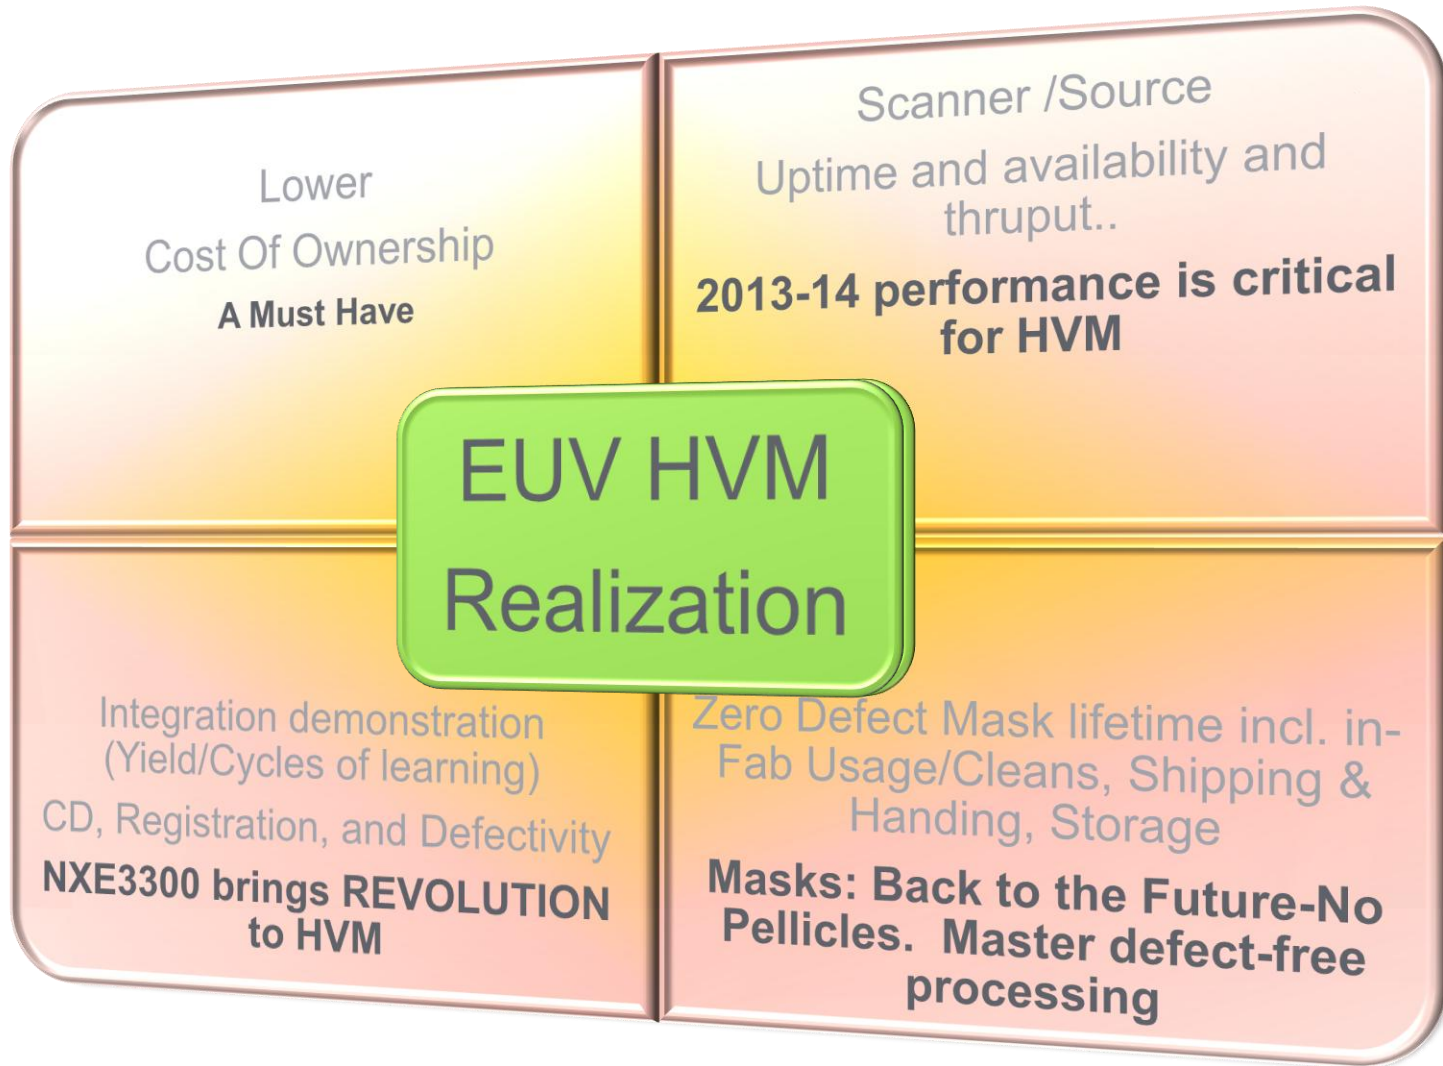 Lower
Cost Of Ownership
A Must Have
Scanner /Source
Uptime and availability and
thruput..
2013-14 performance is critical
for HVM
EUV HVM
Realization
Integration demonstration
(Yield/Cycles of learning)
CD, Registration, and Defectivity
NXE3300 brings REVOLUTION
to HVM
Zero Defect Mask lifetime incl. in-
Fab Usage/Cleans, Shipping &
Handing, Storage
Masks: Back to the Future-No
Pellicles.  Master defect-free
processing